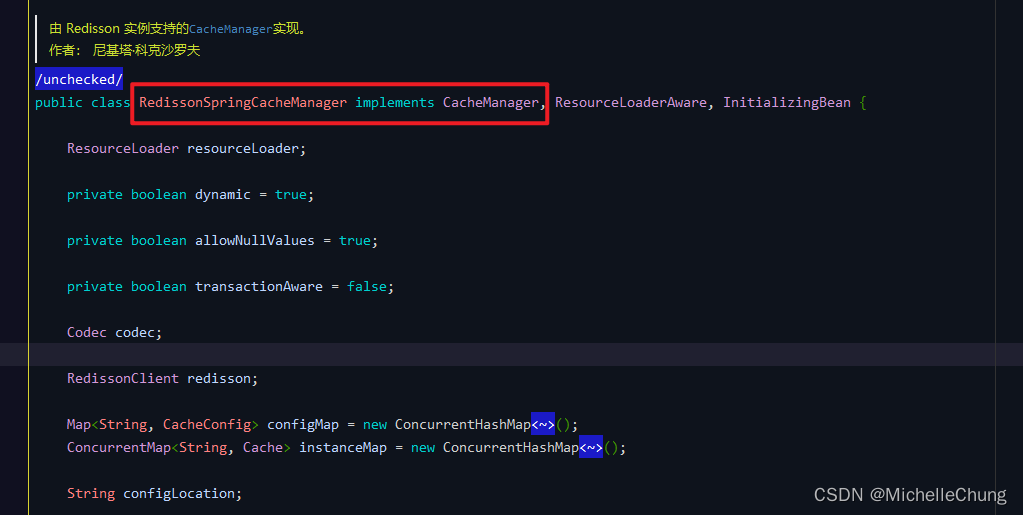 由 Redisson 实例支持的CacheManager实现。
作者： 尼基塔·科克沙罗夫
/unchecked/
public class RedissonSpringCacheManager implements CacheManager, ResourceLoaderAware, InitializingBean {
ResourceLoader resourceLoader;
private boolean dynamic = true;
private boolean allowNullValues = true;
private boolean transactionAware = false;
Codec codec;
RedissonClient redisson;
Map<String, CacheConfig> configMap = new ConcurrentHashMap<~>();
ConcurrentMap<String, Cache> instanceMap = new ConcurrentHashMap<~>();
String configLocation;
CSDN @MichelleChung